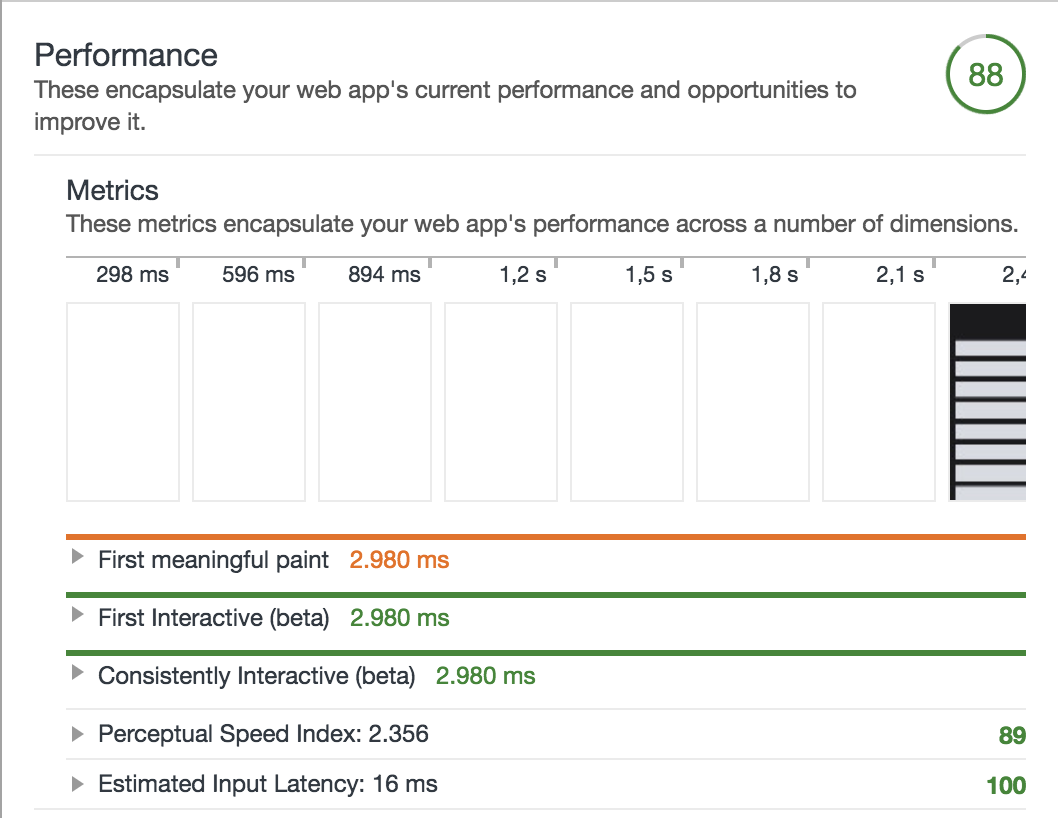 Performance
88
These encapsulate your web app's current performance and opportunities to
improve it.
Metrics
These metrics encapsulate your web app's performance across a number of dimensions.
298 ms 596 ms 894 ms 1,2 s 1,5 s 1,8 s 2,1 s
First meaningful paint 2.980 ms
First Interactive (beta) 2.980 ms
Consistently Interactive (beta) 2.980 ms
Perceptual Speed Index: 2.356 89
Estimated Input Latency: 16 ms 100